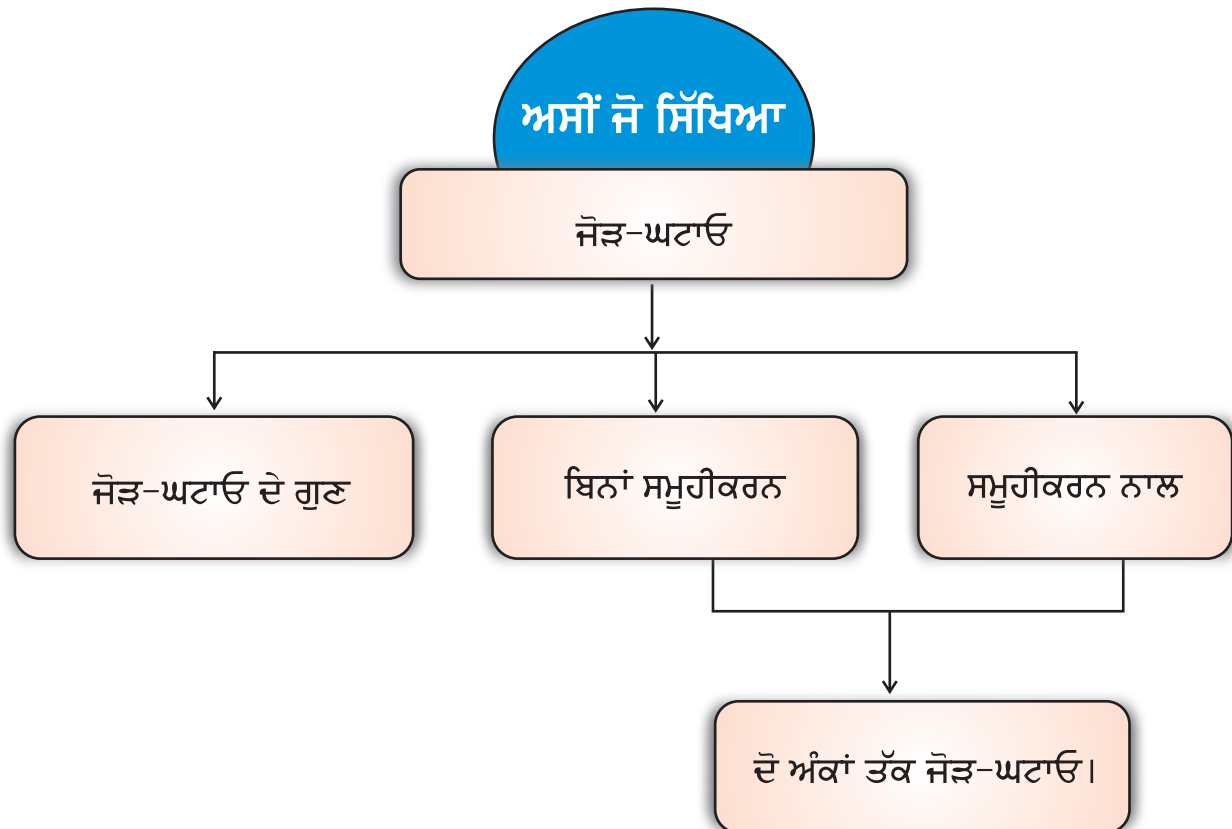 ਅਸੀਂ ਜੋ ਸਿੱਖਿਆ
ਜੋੜ-ਘਟਾਓ
ਜੋੜ-ਘਟਾਓ ਦੇ ਗੁਣ
ਬਿਨਾਂ ਸਮੂਹੀਕਰਨ
ਸਮੂਹੀਕਰਨ ਨਾਲ
ਦੋ ਅੰਕਾਂ ਤੱਕ ਜੋੜ-ਘਟਾਓ।